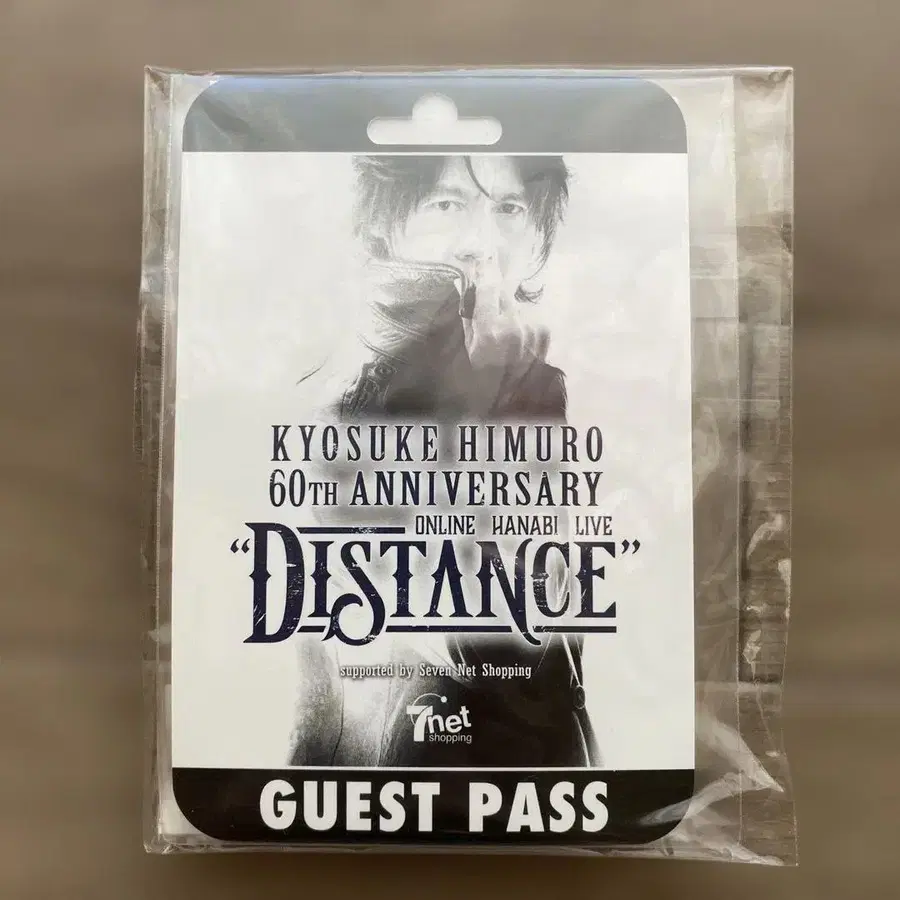 KYOSUKE HIMURO
60TH ANNIVERSARY
ONLINE HANABI LIVE
“DISTANCE”
supported by Seven Net Shopping
7net
shopping
GUEST PASS